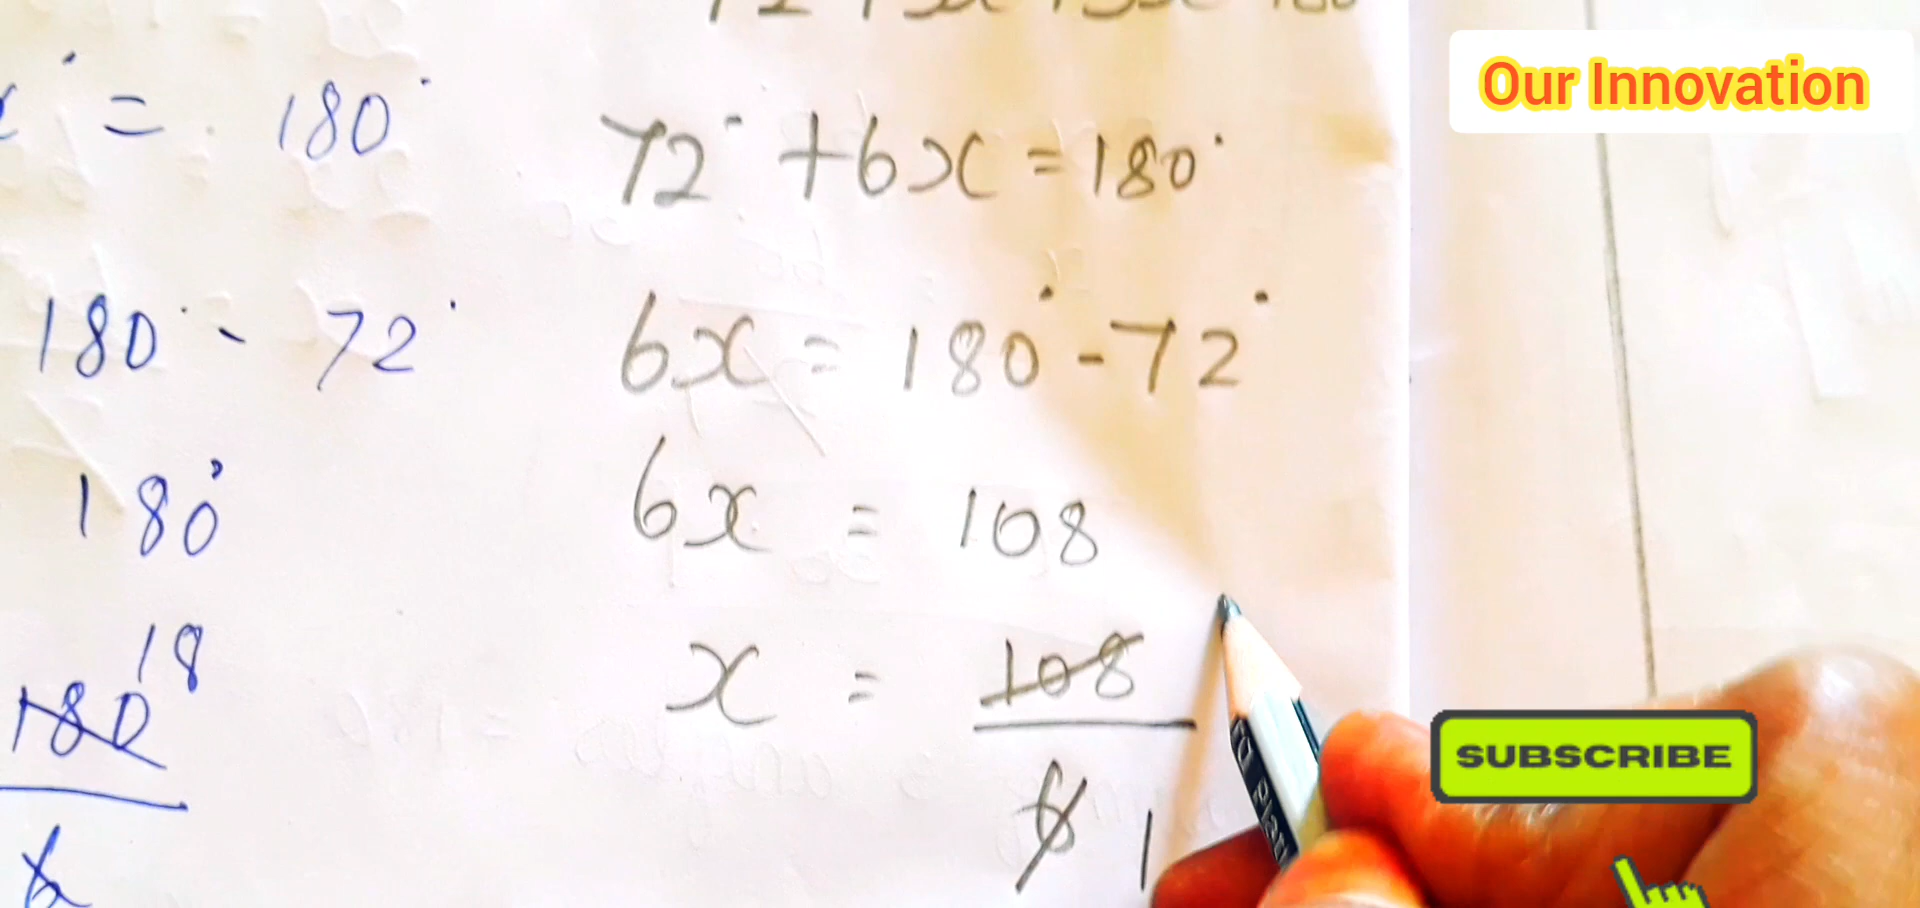 Our Innovation
= 180°
180° - 72°
180°
18
180
6
72° + 6x = 180°
6x = 180° - 72°
6x = 108
x = 108
6 1
SUBSCRIBE